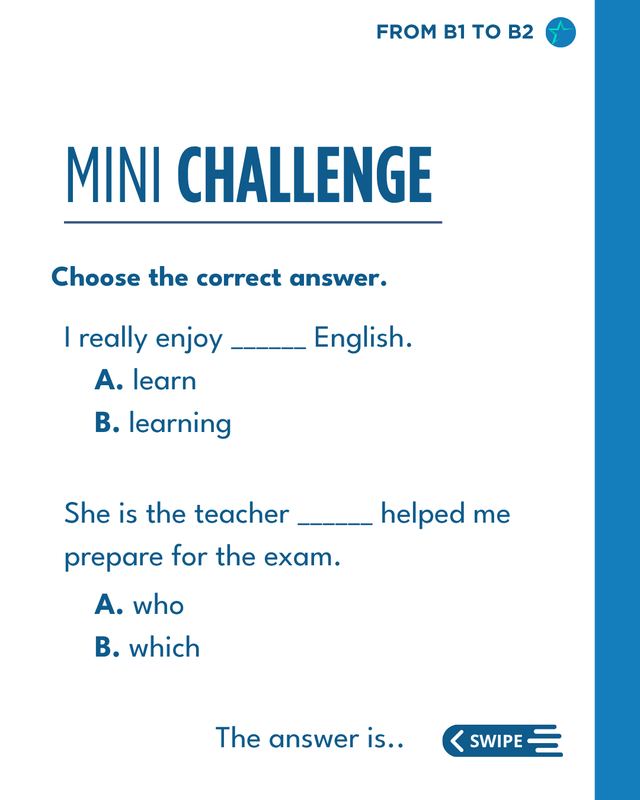 FROM B1 TO B2
MINI CHALLENGE
Choose the correct answer.
I really enjoy ______ English.
A. learn
B. learning
She is the teacher ______ helped me
prepare for the exam.
A. who
B. which
The answer is..
SWIPE